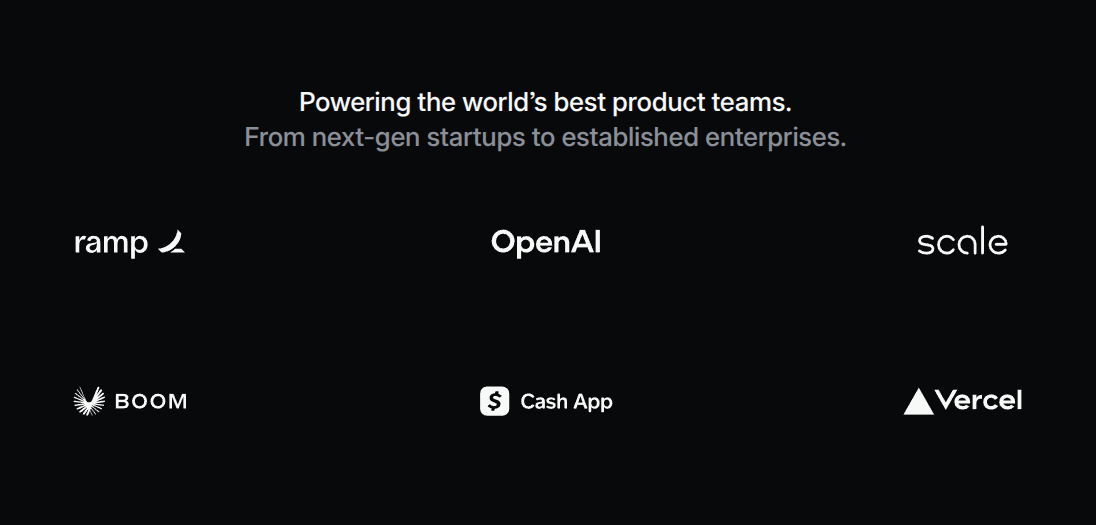 Powering the world’s best product teams.
From next-gen startups to established enterprises.
ramp
OpenAI
scale
BOOM
$ Cash App
Vercel